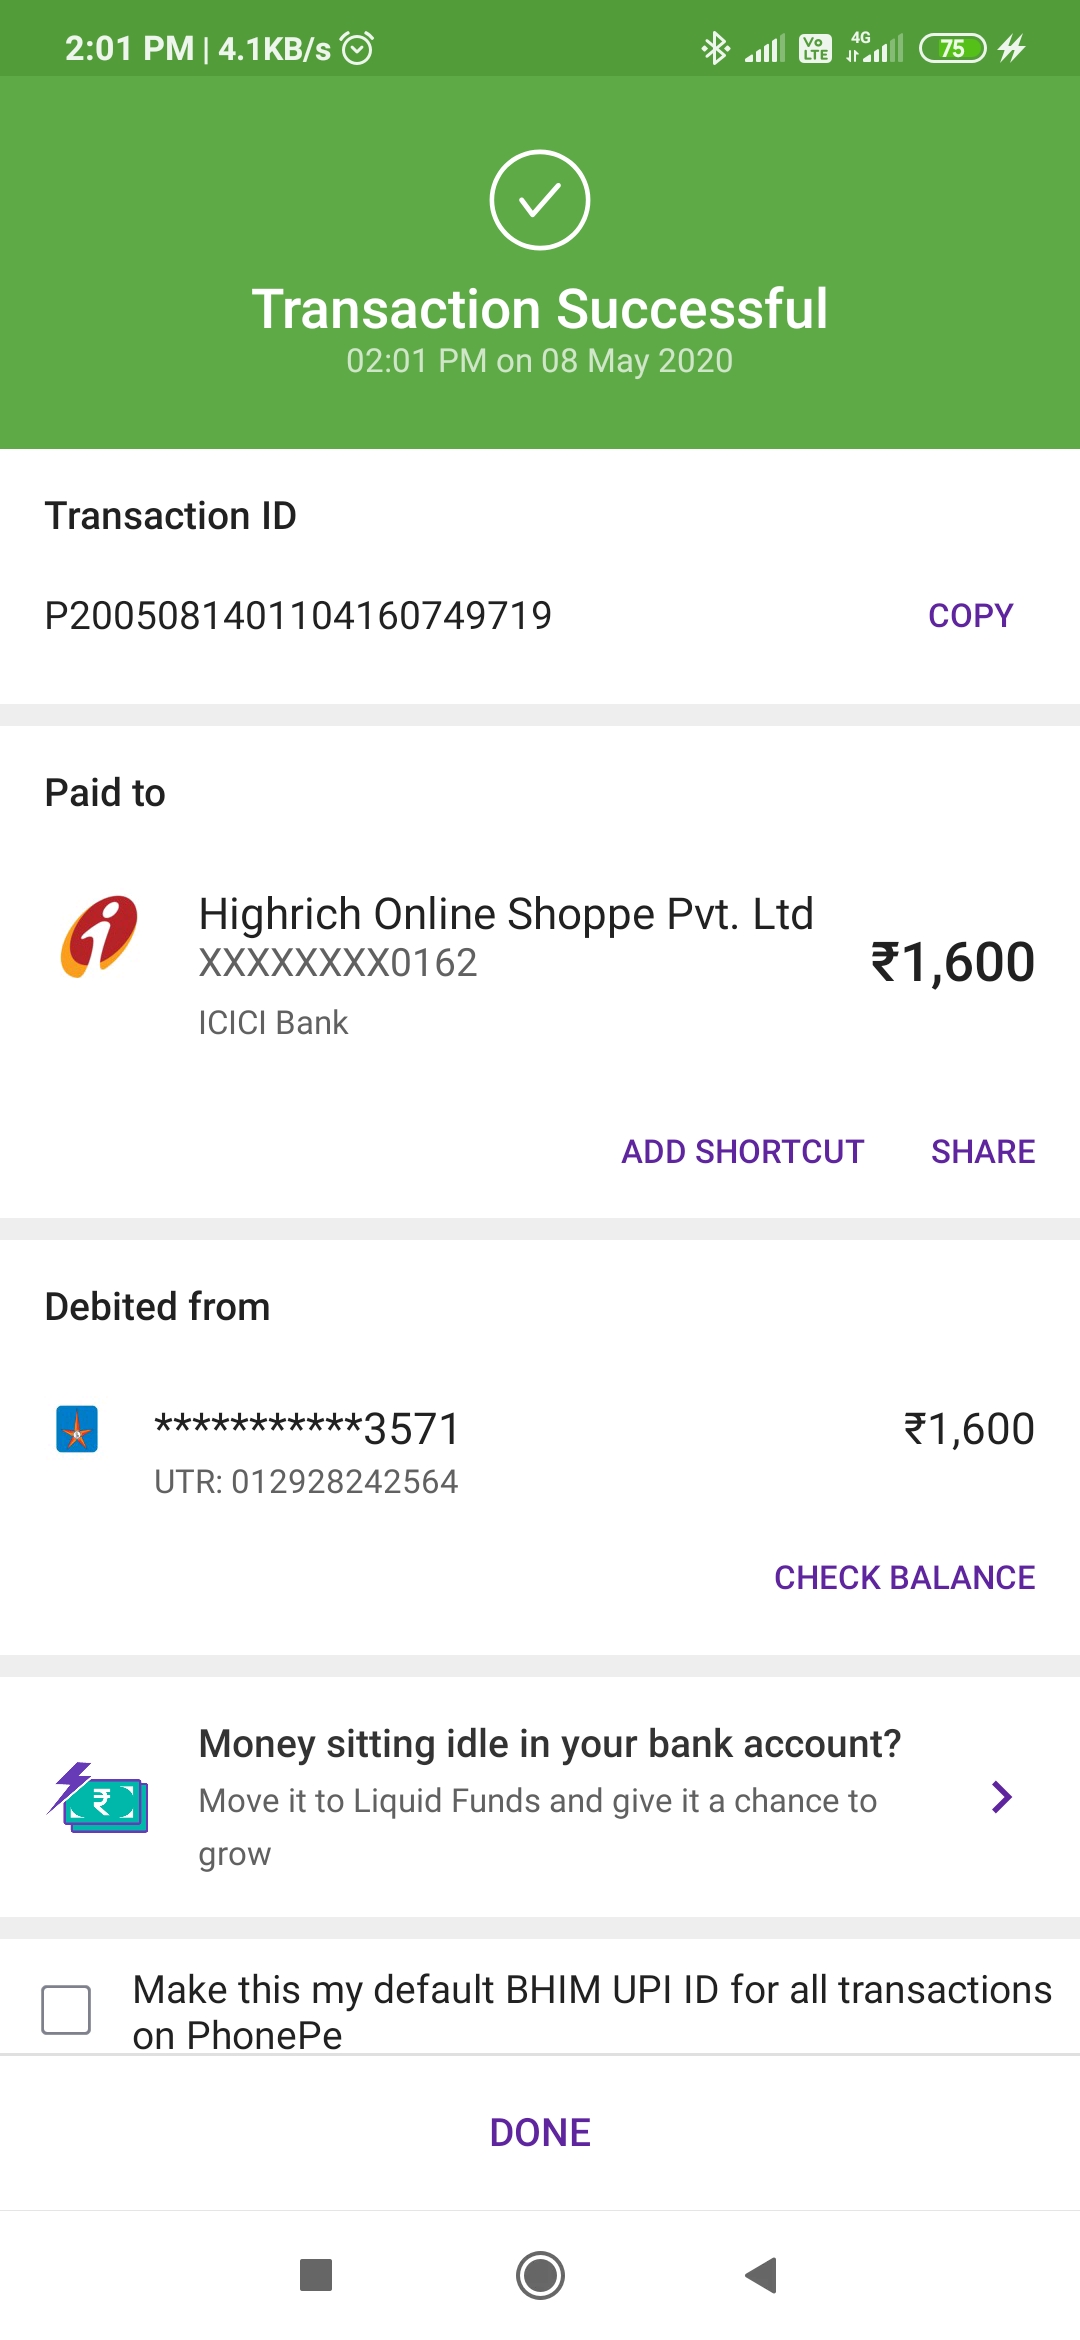 2:01 PM | 4.1KB/s
Vo LTE 4G 75
Transaction Successful
02:01 PM on 08 May 2020
Transaction ID
P2005081401104160749719 COPY
Paid to
Highrich Online Shoppe Pvt. Ltd
XXXXXXXX0162 ₹1,600
ICICI Bank
ADD SHORTCUT SHARE
Debited from
***********3571 ₹1,600
UTR: 012928242564
CHECK BALANCE
Money sitting idle in your bank account?
Move it to Liquid Funds and give it a chance to
grow
Make this my default BHIM UPI ID for all transactions
on PhonePe
DONE